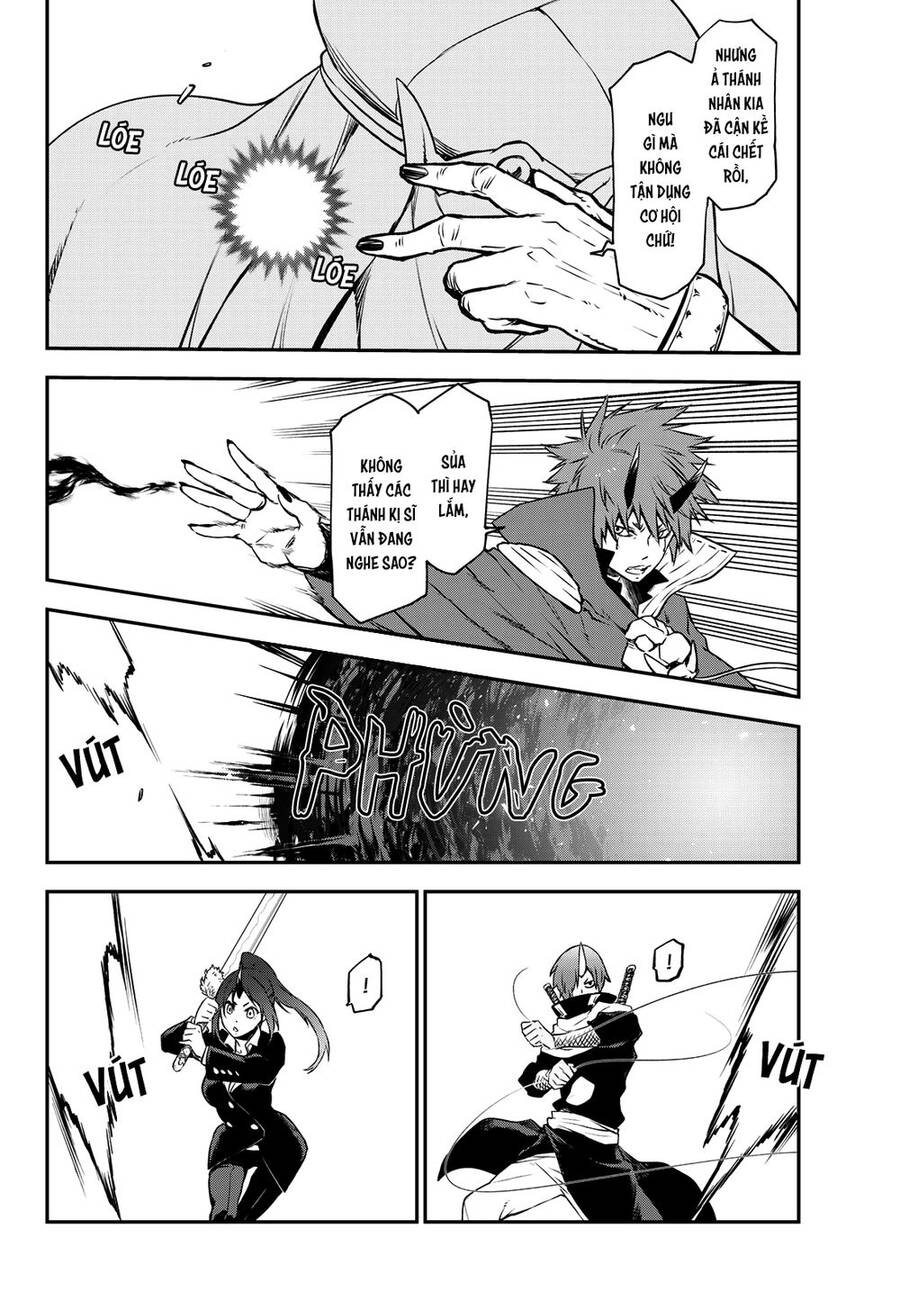 NHƯNG
Ả THÁNH
NHÂN KIA
ĐÃ CẬN KỀ
CÁI CHẾT
RỒI,
NGU
GÌ MÀ
KHÔNG
TẬN DỤNG
CƠ HỘI
CHỨ!
LÓE
LÓE
LÓE
SỦA
THÌ HAY
LẮM,
KHÔNG
THẤY CÁC
THÁNH KỊ SĨ
VẪN ĐANG
NGHE SAO?
PHỪNG
VÚT
!
VÚT
!
VÚT